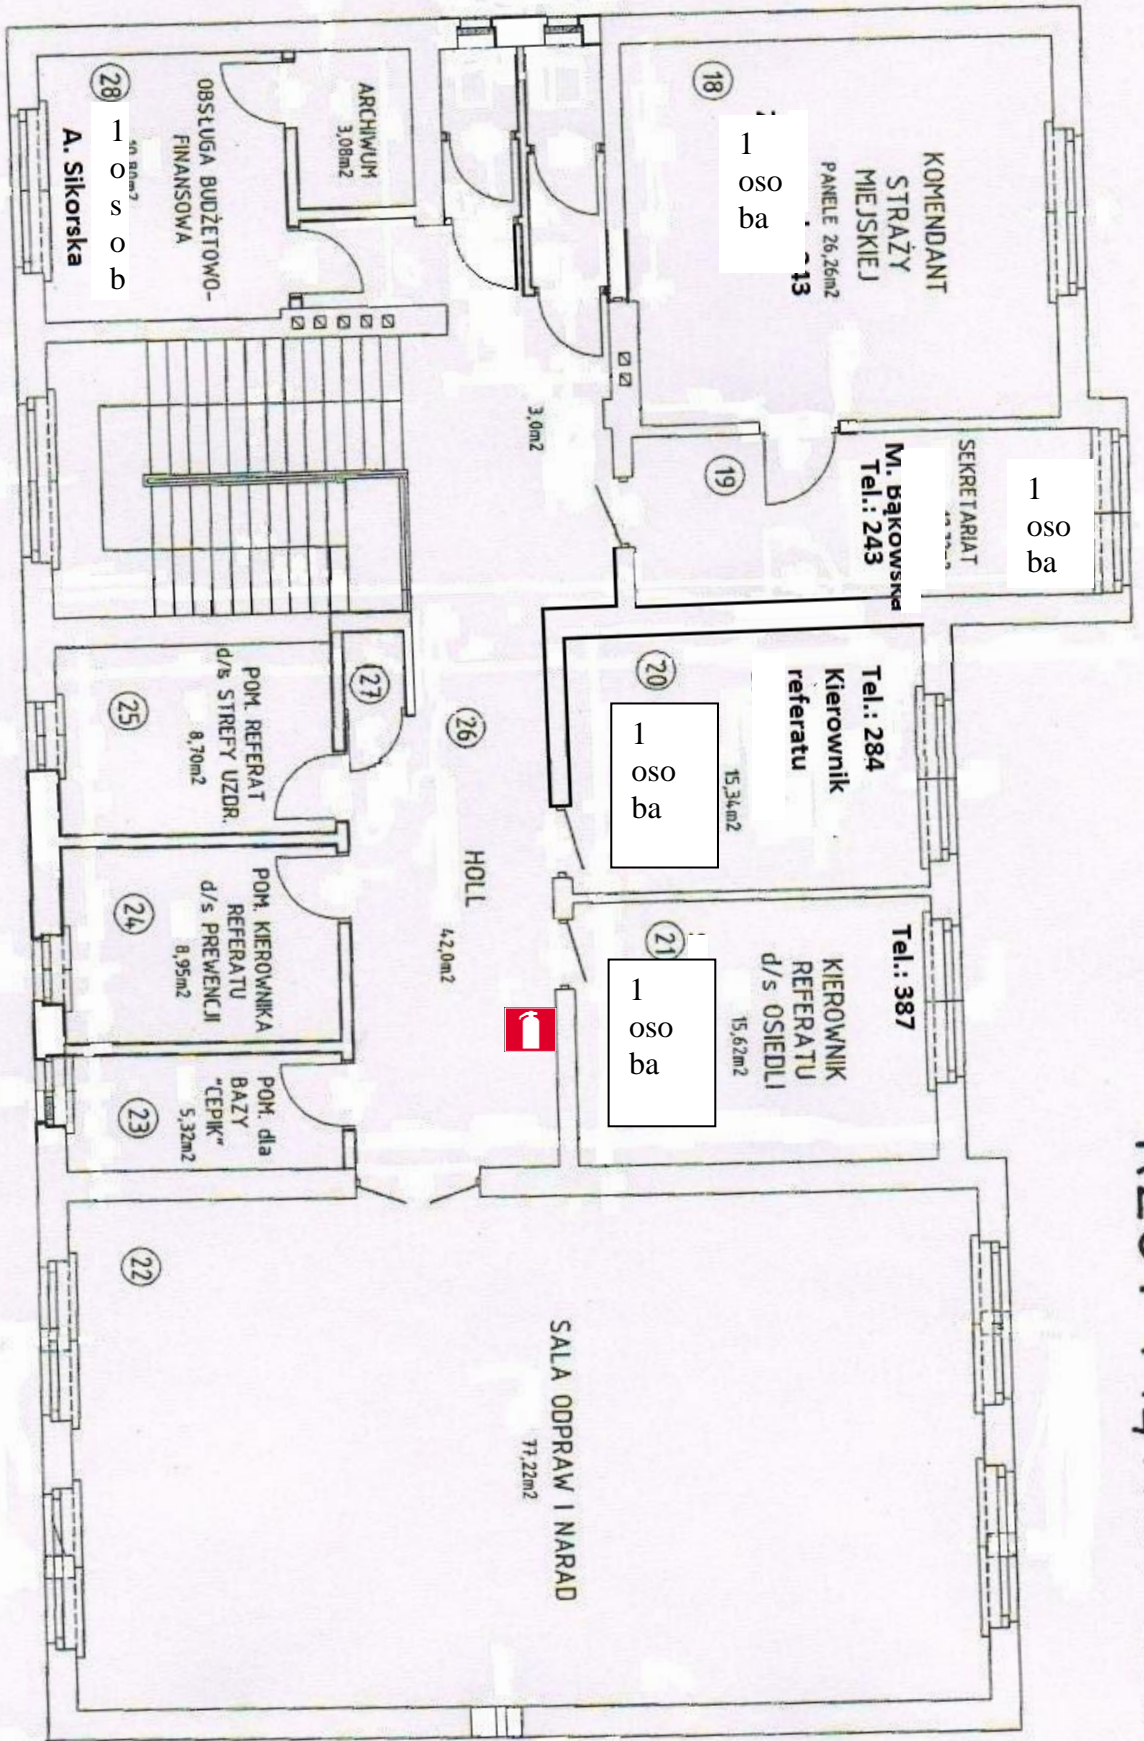 18
KOMENDANT
STRAŻY
MIEJSKIEJ
PANELE 26,26m2
1
oso
ba
SEKRETARIAT
1
oso
ba
19
M. Bąkowska
Tel.: 243
ARCHIWUM
3,08m2
28
OBSŁUGA BUDŻETOWO-
FINANSOWA
1
o
s
o
b
A. Sikorska
3,0m2
20
Tel.: 284
Kierownik
referatu
15,34m2
1
oso
ba
21
Tel.: 387
KIEROWNIK
REFERATU
d/s OSIEDLI
15,62m2
1
oso
ba
26
HOLL
42,0m2
27
25
POM. REFERAT
d/s STREFY UZDR.
8,70m2
24
POM. KIEROWNIKA
REFERATU
d/s PREWENCJI
8,95m2
23
POM. dla
BAZY
"CEPIK"
5,32m2
22
SALA ODPRAW I NARAD
77,22m2